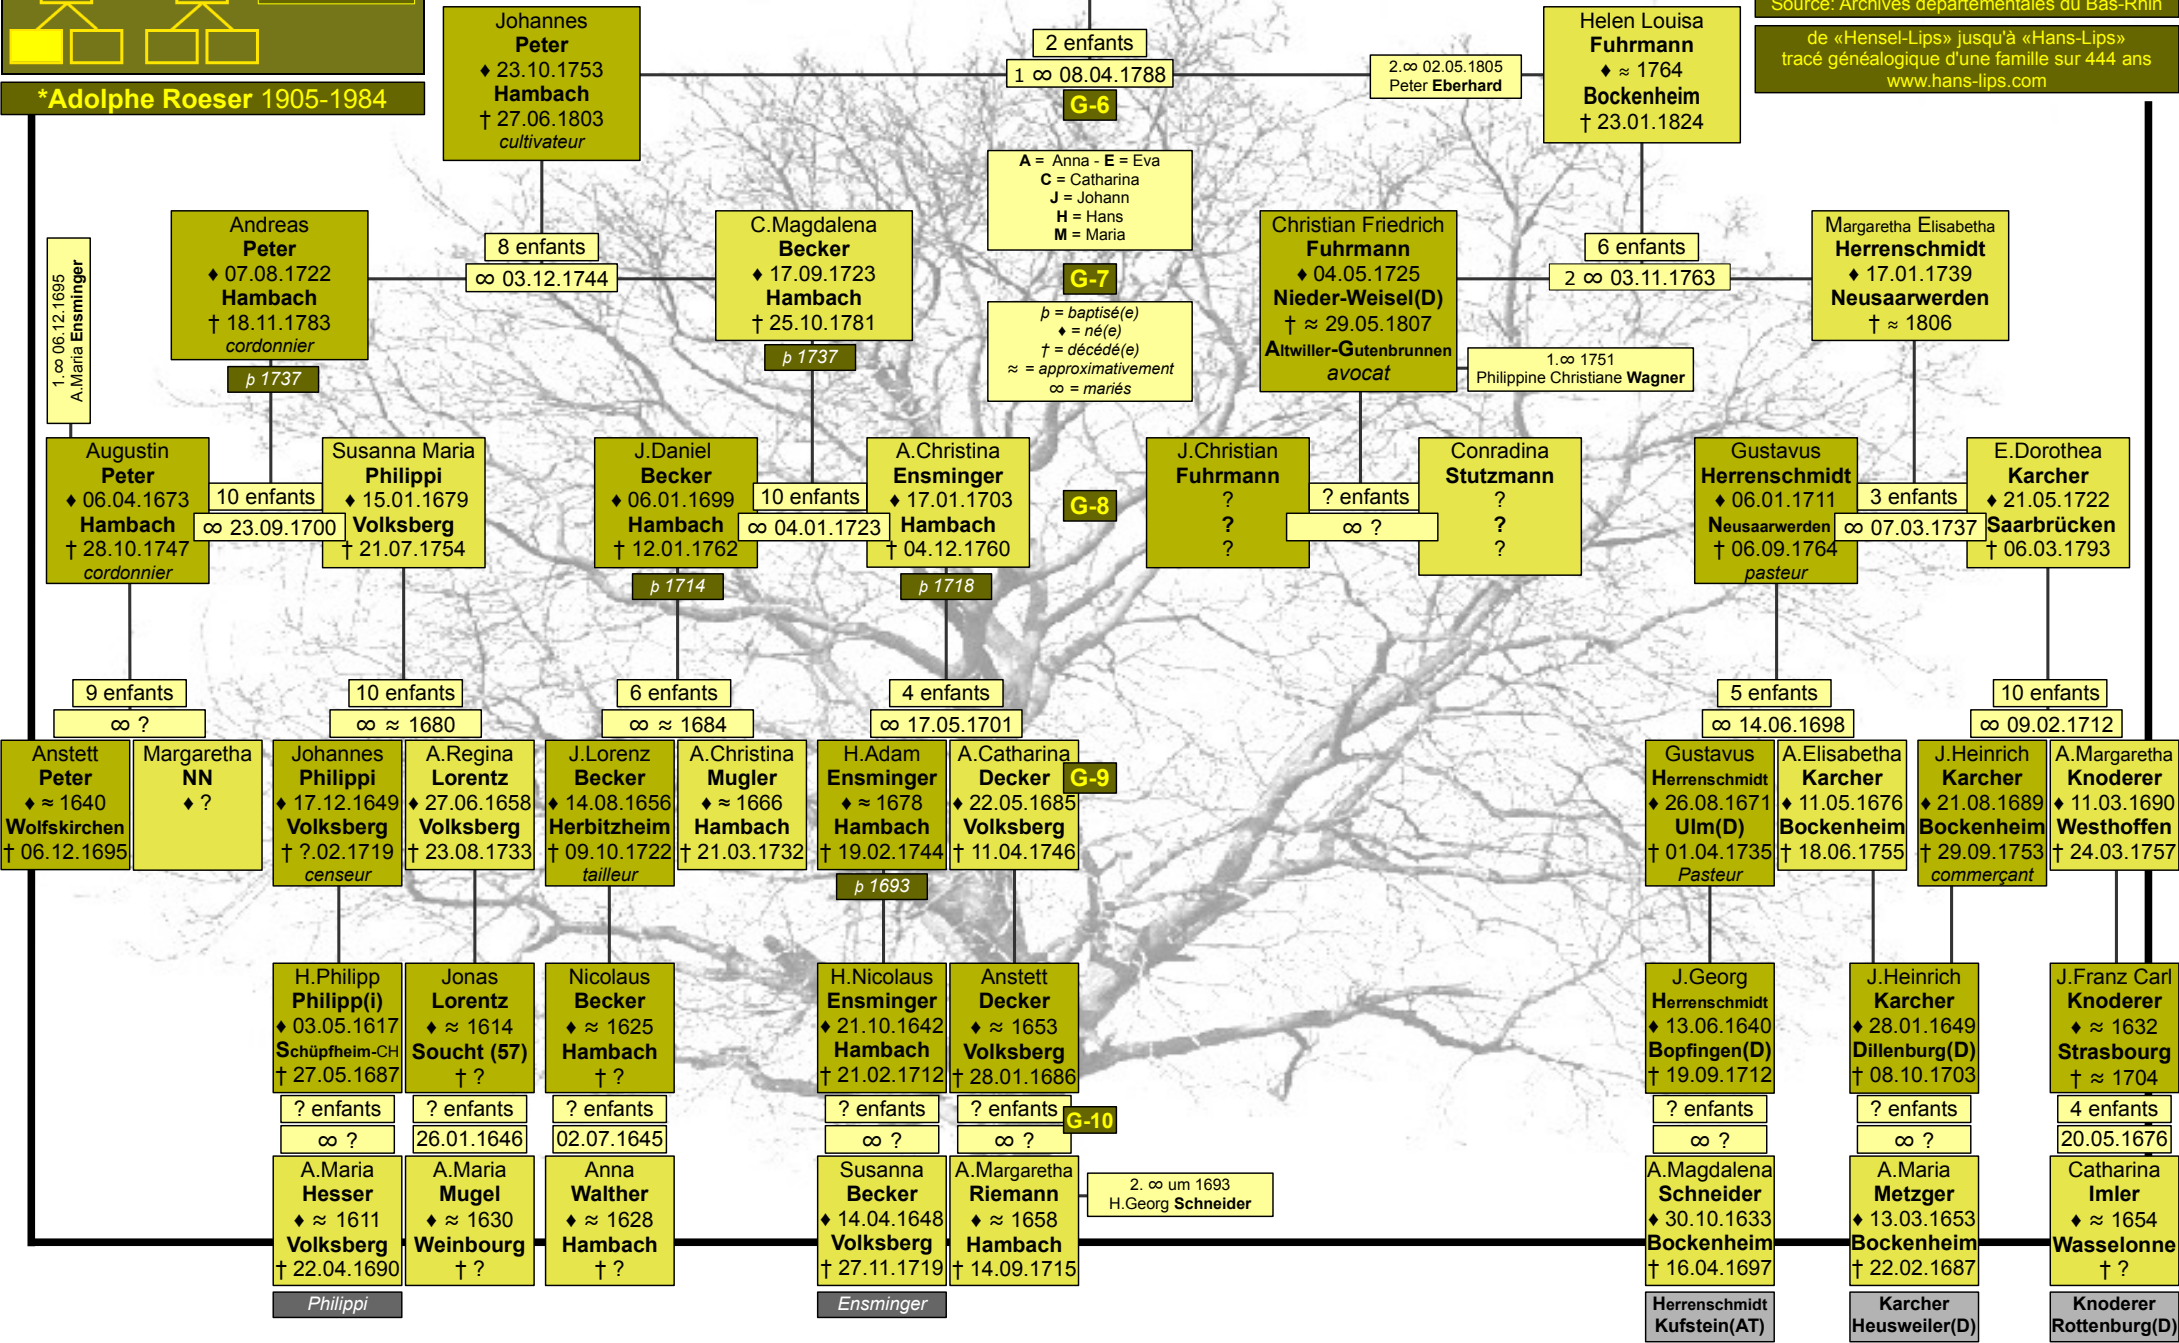 Source: Archives départementales du Bas-Rhin
de «Hensel-Lips» jusqu'à «Hans-Lips»
tracé généalogique d'une famille sur 444 ans
www.hans-lips.com
*Adolphe Roeser 1905-1984
Johannes
Peter
♦ 23.10.1753
Hambach
† 27.06.1803
cultivateur
2 enfants
1 ∞ 08.04.1788
G-6
2.∞ 02.05.1805
Peter Eberhard
Helen Louisa
Fuhrmann
♦ ≈ 1764
Bockenheim
† 23.01.1824
A = Anna - E = Eva
C = Catharina
J = Johann
H = Hans
M = Maria
1.∞ 06.12.1695
A.Maria Ensminger
Andreas
Peter
♦ 07.08.1722
Hambach
† 18.11.1783
cordonnier
þ 1737
8 enfants
∞ 03.12.1744
C.Magdalena
Becker
♦ 17.09.1723
Hambach
† 25.10.1781
þ 1737
G-7
þ = baptisé(e)
♦ = né(e)
† = décédé(e)
≈ = approximativement
∞ = mariés
Christian Friedrich
Fuhrmann
♦ 04.05.1725
Nieder-Weisel(D)
† ≈ 29.05.1807
Altwiller-Gutenbrunnen
avocat
6 enfants
2 ∞ 03.11.1763
1.∞ 1751
Philippine Christiane Wagner
Margaretha Elisabetha
Herrenschmidt
♦ 17.01.1739
Neusaarwerden
† ≈ 1806
Augustin
Peter
♦ 06.04.1673
Hambach
† 28.10.1747
cordonnier
10 enfants
∞ 23.09.1700
Susanna Maria
Philippi
♦ 15.01.1679
Volksberg
† 21.07.1754
J.Daniel
Becker
♦ 06.01.1699
Hambach
† 12.01.1762
þ 1714
10 enfants
∞ 04.01.1723
A.Christina
Ensminger
♦ 17.01.1703
Hambach
† 04.12.1760
þ 1718
G-8
J.Christian
Fuhrmann
?
?
?
? enfants
∞ ?
Conradina
Stutzmann
?
?
?
Gustavus
Herrenschmidt
♦ 06.01.1711
Neusaarwerden
† 06.09.1764
pasteur
3 enfants
∞ 07.03.1737
E.Dorothea
Karcher
♦ 21.05.1722
Saarbrücken
† 06.03.1793
9 enfants
∞ ?
10 enfants
∞ ≈ 1680
6 enfants
∞ ≈ 1684
4 enfants
∞ 17.05.1701
5 enfants
∞ 14.06.1698
10 enfants
∞ 09.02.1712
Anstett
Peter
♦ ≈ 1640
Wolfskirchen
† 06.12.1695
Margaretha
NN
♦ ?
Johannes
Philippi
♦ 17.12.1649
Volksberg
† ?.02.1719
censeur
A.Regina
Lorentz
♦ 27.06.1658
Volksberg
† 23.08.1733
J.Lorenz
Becker
♦ 14.08.1656
Herbitzheim
† 09.10.1722
tailleur
A.Christina
Mugler
♦ ≈ 1666
Hambach
† 21.03.1732
H.Adam
Ensminger
♦ ≈ 1678
Hambach
† 19.02.1744
þ 1693
A.Catharina
Decker
♦ 22.05.1685
Volksberg
† 11.04.1746
G-9
Gustavus
Herrenschmidt
♦ 26.08.1671
Ulm(D)
† 01.04.1735
Pasteur
A.Elisabetha
Karcher
♦ 11.05.1676
Bockenheim
† 18.06.1755
J.Heinrich
Karcher
♦ 21.08.1689
Bockenheim
† 29.09.1753
commerçant
A.Margaretha
Knoderer
♦ 11.03.1690
Westhoffen
† 24.03.1757
H.Philipp
Philipp(i)
♦ 03.05.1617
Schüpfheim-CH
† 27.05.1687
? enfants
∞ ?
A.Maria
Hesser
♦ ≈ 1611
Volksberg
† 22.04.1690
Philippi
Jonas
Lorentz
♦ ≈ 1614
Soucht (57)
† ?
? enfants
26.01.1646
A.Maria
Mugel
♦ ≈ 1630
Weinbourg
† ?
Nicolaus
Becker
♦ ≈ 1625
Hambach
† ?
? enfants
02.07.1645
Anna
Walther
♦ ≈ 1628
Hambach
† ?
H.Nicolaus
Ensminger
♦ 21.10.1642
Hambach
† 21.02.1712
? enfants
∞ ?
Susanna
Becker
♦ 14.04.1648
Volksberg
† 27.11.1719
Ensminger
Anstett
Decker
♦ ≈ 1653
Volksberg
† 28.01.1686
? enfants
∞ ?
G-10
A.Margaretha
Riemann
♦ ≈ 1658
Hambach
† 14.09.1715
2. ∞ um 1693
H.Georg Schneider
J.Georg
Herrenschmidt
♦ 13.06.1640
Bopfingen(D)
† 19.09.1712
? enfants
∞ ?
A.Magdalena
Schneider
♦ 30.10.1633
Bockenheim
† 16.04.1697
Herrenschmidt
Kufstein(AT)
J.Heinrich
Karcher
♦ 28.01.1649
Dillenburg(D)
† 08.10.1703
? enfants
∞ ?
A.Maria
Metzger
♦ 13.03.1653
Bockenheim
† 22.02.1687
Karcher
Heusweiler(D)
J.Franz Carl
Knoderer
♦ ≈ 1632
Strasbourg
† ≈ 1704
4 enfants
20.05.1676
Catharina
Imler
♦ ≈ 1654
Wasselonne
† ?
Knoderer
Rottenburg(D)